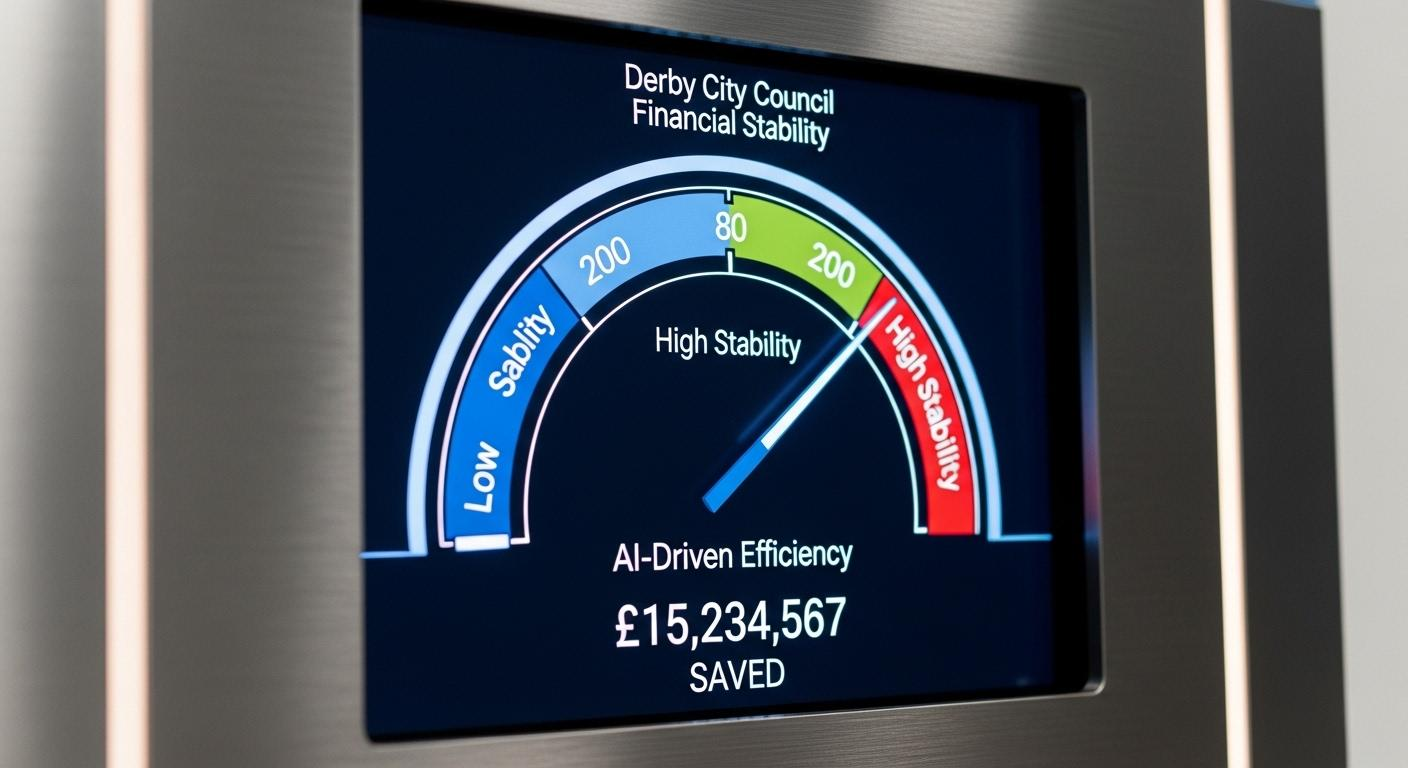 Derby City Council
Financial Stability
200
80
200
Low Sablity
High Stability
High Stability
AI-Driven Efficiency
£15,234,567
SAVED